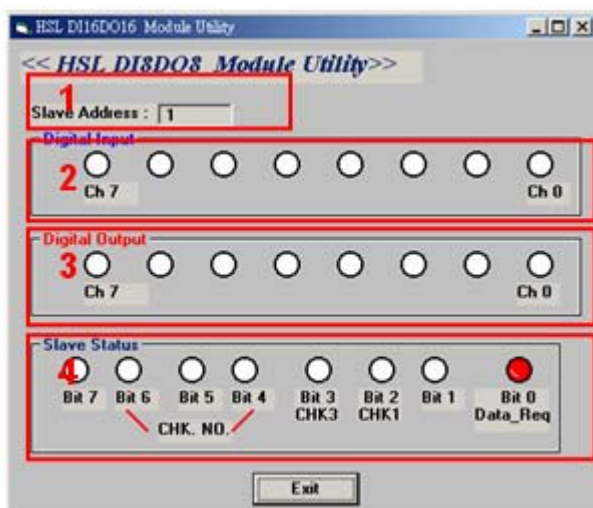 HSL DI16DO16 Module Utility
<< HSL DI8DO8 Module Utility>>
1
Slave Address : 1
Digital Input
2
Ch 7 Ch 0
Digital Output
3
Ch 7 Ch 0
Slave Status
4
Bit 7 Bit 6 Bit 5 Bit 4 Bit 3 Bit 2 Bit 1 Bit 0
CHK3 CHK1 Data_Req
CHK. NO.
Exit